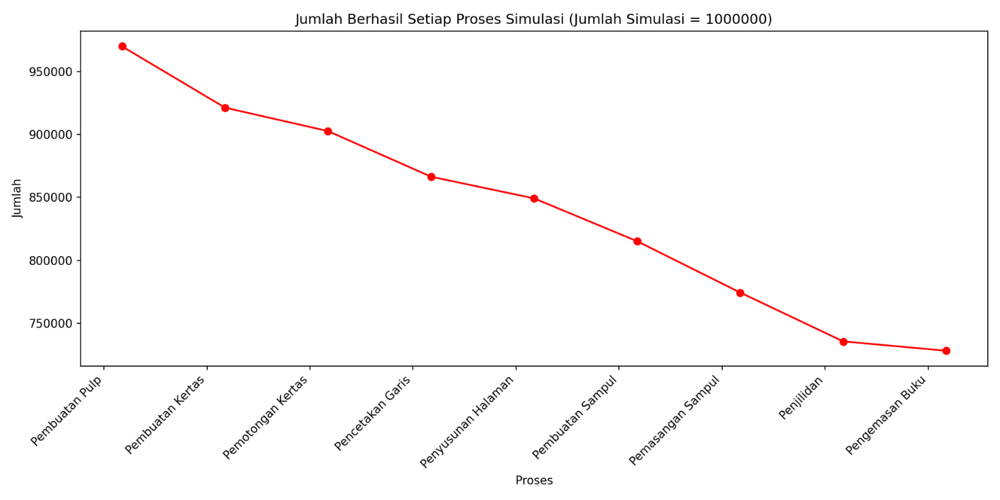 Jumlah Berhasil Setiap Proses Simulasi (Jumlah Simulasi = 1000000)
Jumlah
950000
900000
850000
800000
750000
Pembuatan Pulp
Pembuatan Kertas
Pemotongan Kertas
Pencetakan Garis
Penyusunan Halaman
Pembuatan Sampul
Pemasangan Sampul
Penjilidan
Pengemasan Buku
Proses